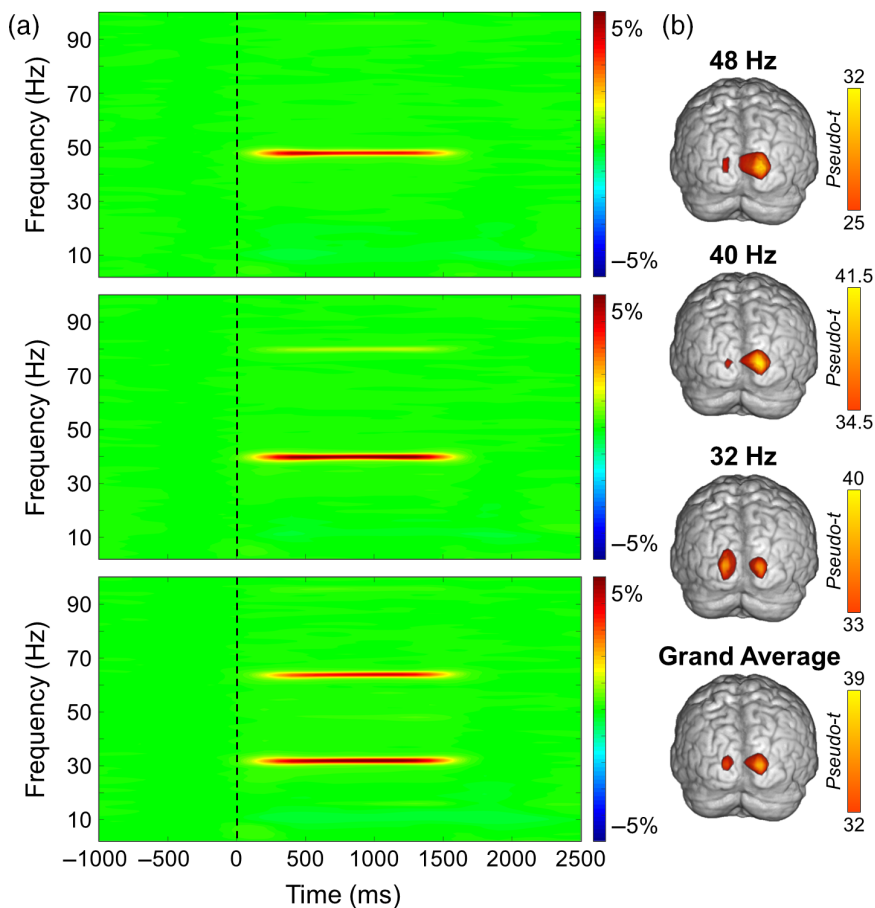 (a)
Frequency (Hz)
90
70
50
30
10
5%
–5%
Frequency (Hz)
90
70
50
30
10
5%
–5%
Frequency (Hz)
90
70
50
30
10
5%
–5%
–1000 –500 0 500 1000 1500 2000 2500
Time (ms)
(b)
48 Hz
32
Pseudo-t
25
40 Hz
41.5
Pseudo-t
34.5
32 Hz
40
Pseudo-t
33
Grand Average
39
Pseudo-t
32